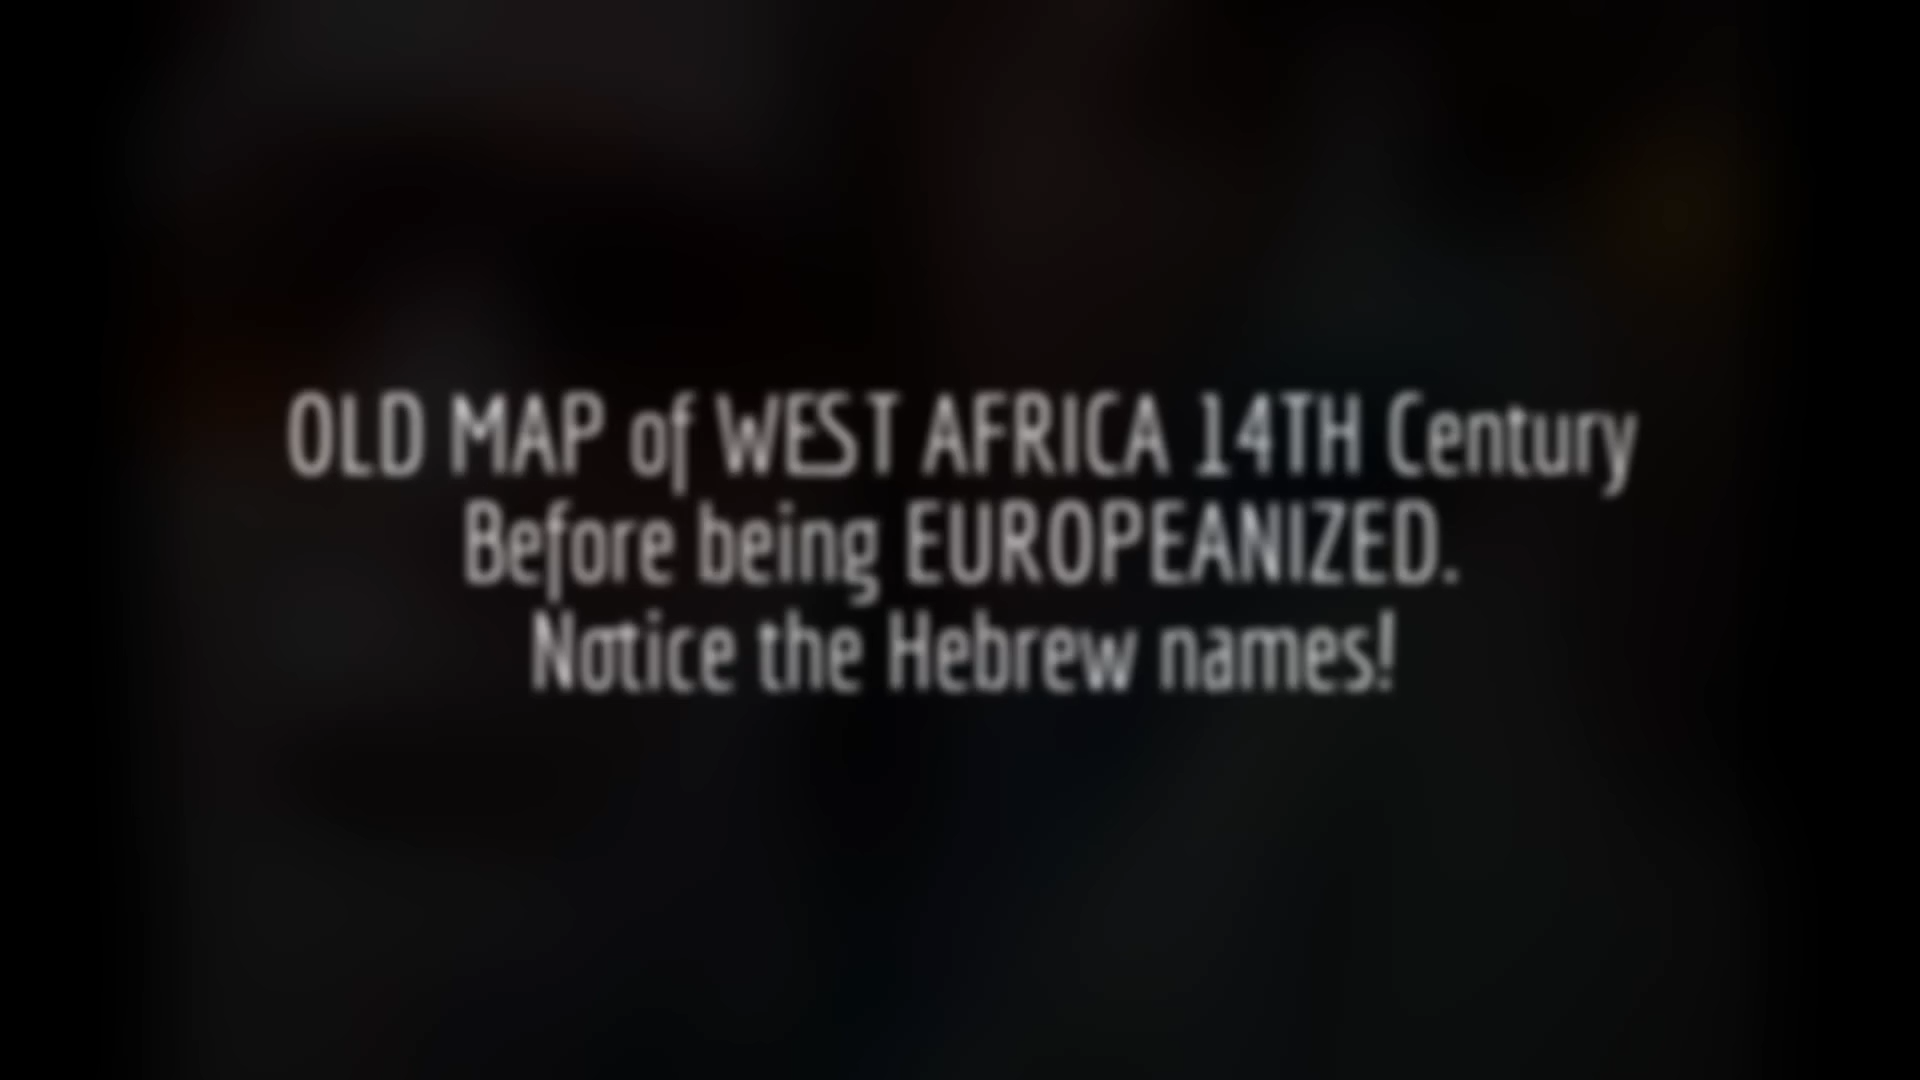 OLD MAP of WEST AFRICA 14TH Century
Before being EUROPEANIZED.
Notice the Hebrew names!